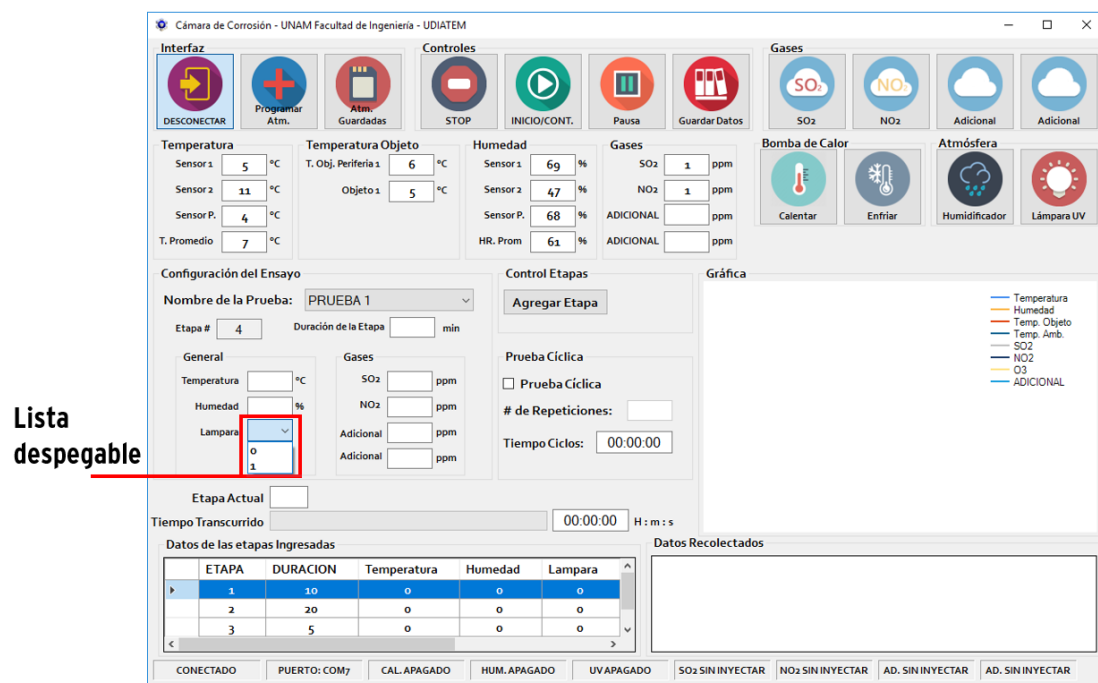 Cámara de Corrosión - UNAM Facultad de Ingeniería - UDIATEM
Interfaz
Controles
Gases
DESCONECTAR
Programar
Atm.
Atm.
Guardadas
STOP
INICIO/CONT.
Pausa
Guardar Datos
SO2
SO2
NO2
NO2
Adicional
Adicional
Temperatura
Temperatura Objeto
Humedad
Gases
Bomba de Calor
Atmósfera
Sensor 1 5 °C
T. Obj. Periferia 1 6 °C
Sensor 1 69 %
SO2 1 ppm
Sensor 2 11 °C
Objeto 1 5 °C
Sensor 2 47 %
NO2 1 ppm
Sensor P. 4 °C
Sensor P. 68 %
ADICIONAL ppm
Calentar
Enfriar
Humidificador
Lámpara UV
T. Promedio 7 °C
HR. Prom 61 %
ADICIONAL ppm
Configuración del Ensayo
Control Etapas
Gráfica
Nombre de la Prueba: PRUEBA 1
Agregar Etapa
Etapa # 4
Duración de la Etapa min
Temperatura
Humedad
Temp. Objeto
Temp. Amb.
SO2
NO2
O3
ADICIONAL
General
Gases
Prueba Cíclica
Temperatura °C
SO2 ppm
Prueba Cíclica
Humedad %
NO2 ppm
# de Repeticiones:
Lampara
0
1
Adicional ppm
Adicional ppm
Tiempo Ciclos: 00:00:00
Lista
despegable
Etapa Actual
Tiempo Transcurrido 00:00:00 H : m : s
Datos de las etapas Ingresadas
Datos Recolectados
ETAPA DURACION Temperatura Humedad Lampara
1 10 0 0 0
2 20 0 0 0
3 5 0 0 0
CONECTADO PUERTO: COM7 CAL. APAGADO HUM. APAGADO UV APAGADO SO2 SIN INYECTAR NO2 SIN INYECTAR AD. SIN INYECTAR AD. SIN INYECTAR